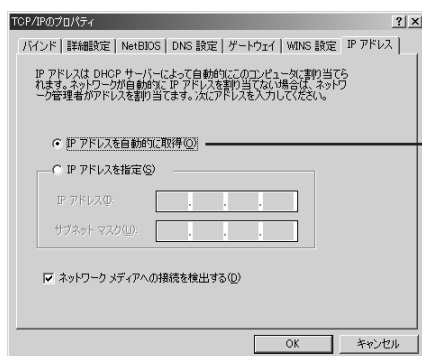 TCP/IPのプロパティ
バインド 詳細設定 NetBIOS DNS 設定 ゲートウェイ WINS 設定 IP アドレス
IP アドレスは DHCP サーバーによって自動的にこのコンピュータに割り当てら
れます。ネットワークが自動的に IP アドレスを割り当てない場合は、ネットワ
ーク管理者がアドレスを割り当てます。次にアドレスを入力してください。
IP アドレスを自動的に取得(O)
IP アドレスを指定(S)
IP アドレス(I):
サブネット マスク(U):
ネットワーク メディアへの接続を検出する(D)
OK キャンセル